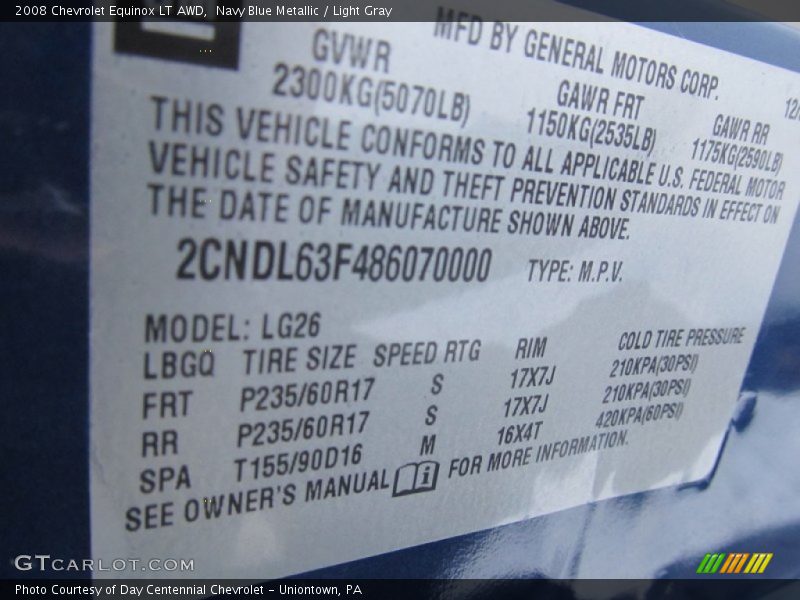 2008 Chevrolet Equinox LT AWD, Navy Blue Metallic / Light Gray
MFD BY GENERAL MOTORS CORP.
GVWR GAWR FRT GAWR RR
2300KG(5070LB) 1150KG(2535LB) 1175KG(2590LB)
THIS VEHICLE CONFORMS TO ALL APPLICABLE U.S. FEDERAL MOTOR
VEHICLE SAFETY AND THEFT PREVENTION STANDARDS IN EFFECT ON
THE DATE OF MANUFACTURE SHOWN ABOVE.
2CNDL63F486070000 TYPE: M.P.V.
MODEL: LG26
LBGQ TIRE SIZE SPEED RTG RIM COLD TIRE PRESSURE
FRT P235/60R17 S 17X7J 210KPA(30PSI)
RR P235/60R17 S 17X7J 210KPA(30PSI)
SPA T155/90D16 M 16X4T 420KPA(60PSI)
SEE OWNER'S MANUAL i FOR MORE INFORMATION.
GTCARLOT.COM
Photo Courtesy of Day Centennial Chevrolet - Uniontown, PA